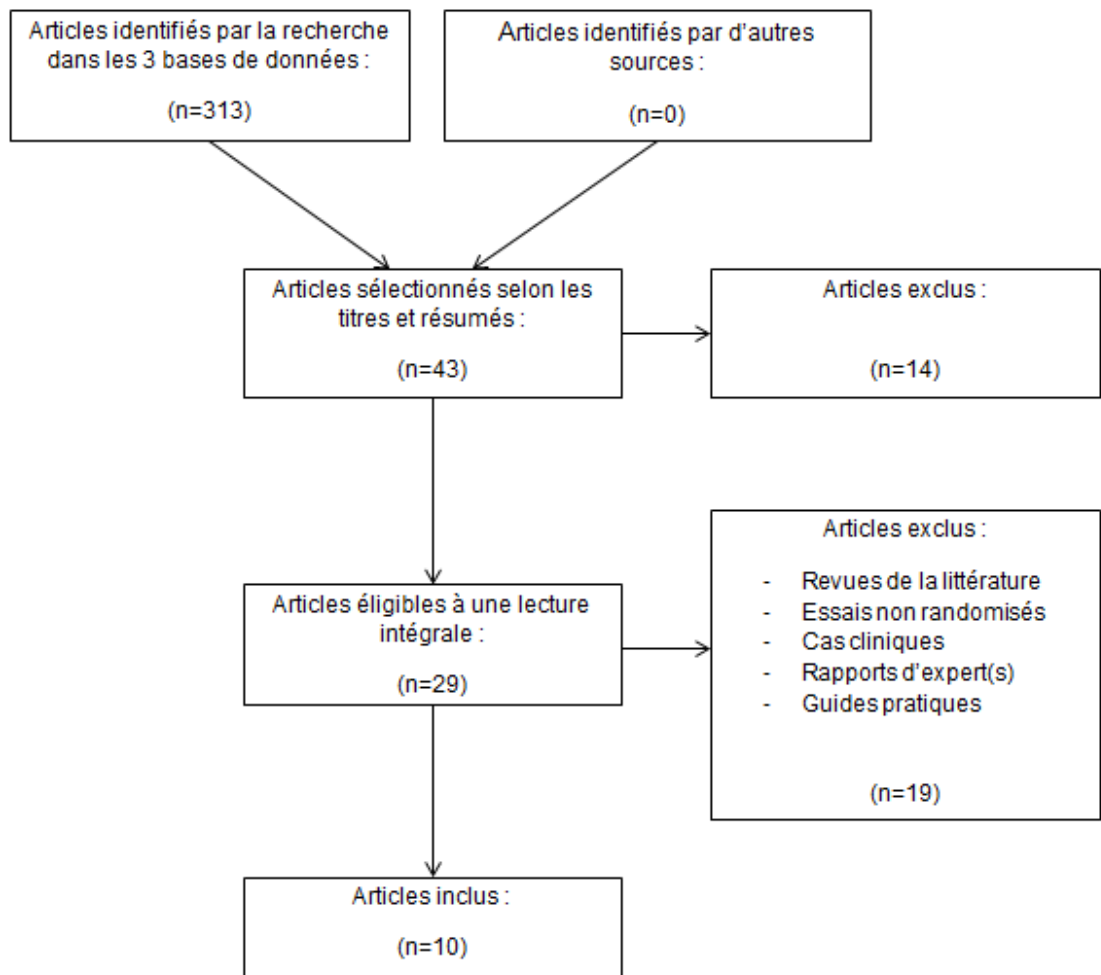 Articles identifiés par la recherche
dans les 3 bases de données :
(n=313)
Articles identifiés par d'autres
sources :
(n=0)
Articles sélectionnés selon les
titres et résumés :
(n=43)
Articles exclus :
(n=14)
Articles éligibles à une lecture
intégrale :
(n=29)
Articles exclus :
- Revues de la littérature
- Essais non randomisés
- Cas cliniques
- Rapports d'expert(s)
- Guides pratiques
(n=19)
Articles inclus :
(n=10)